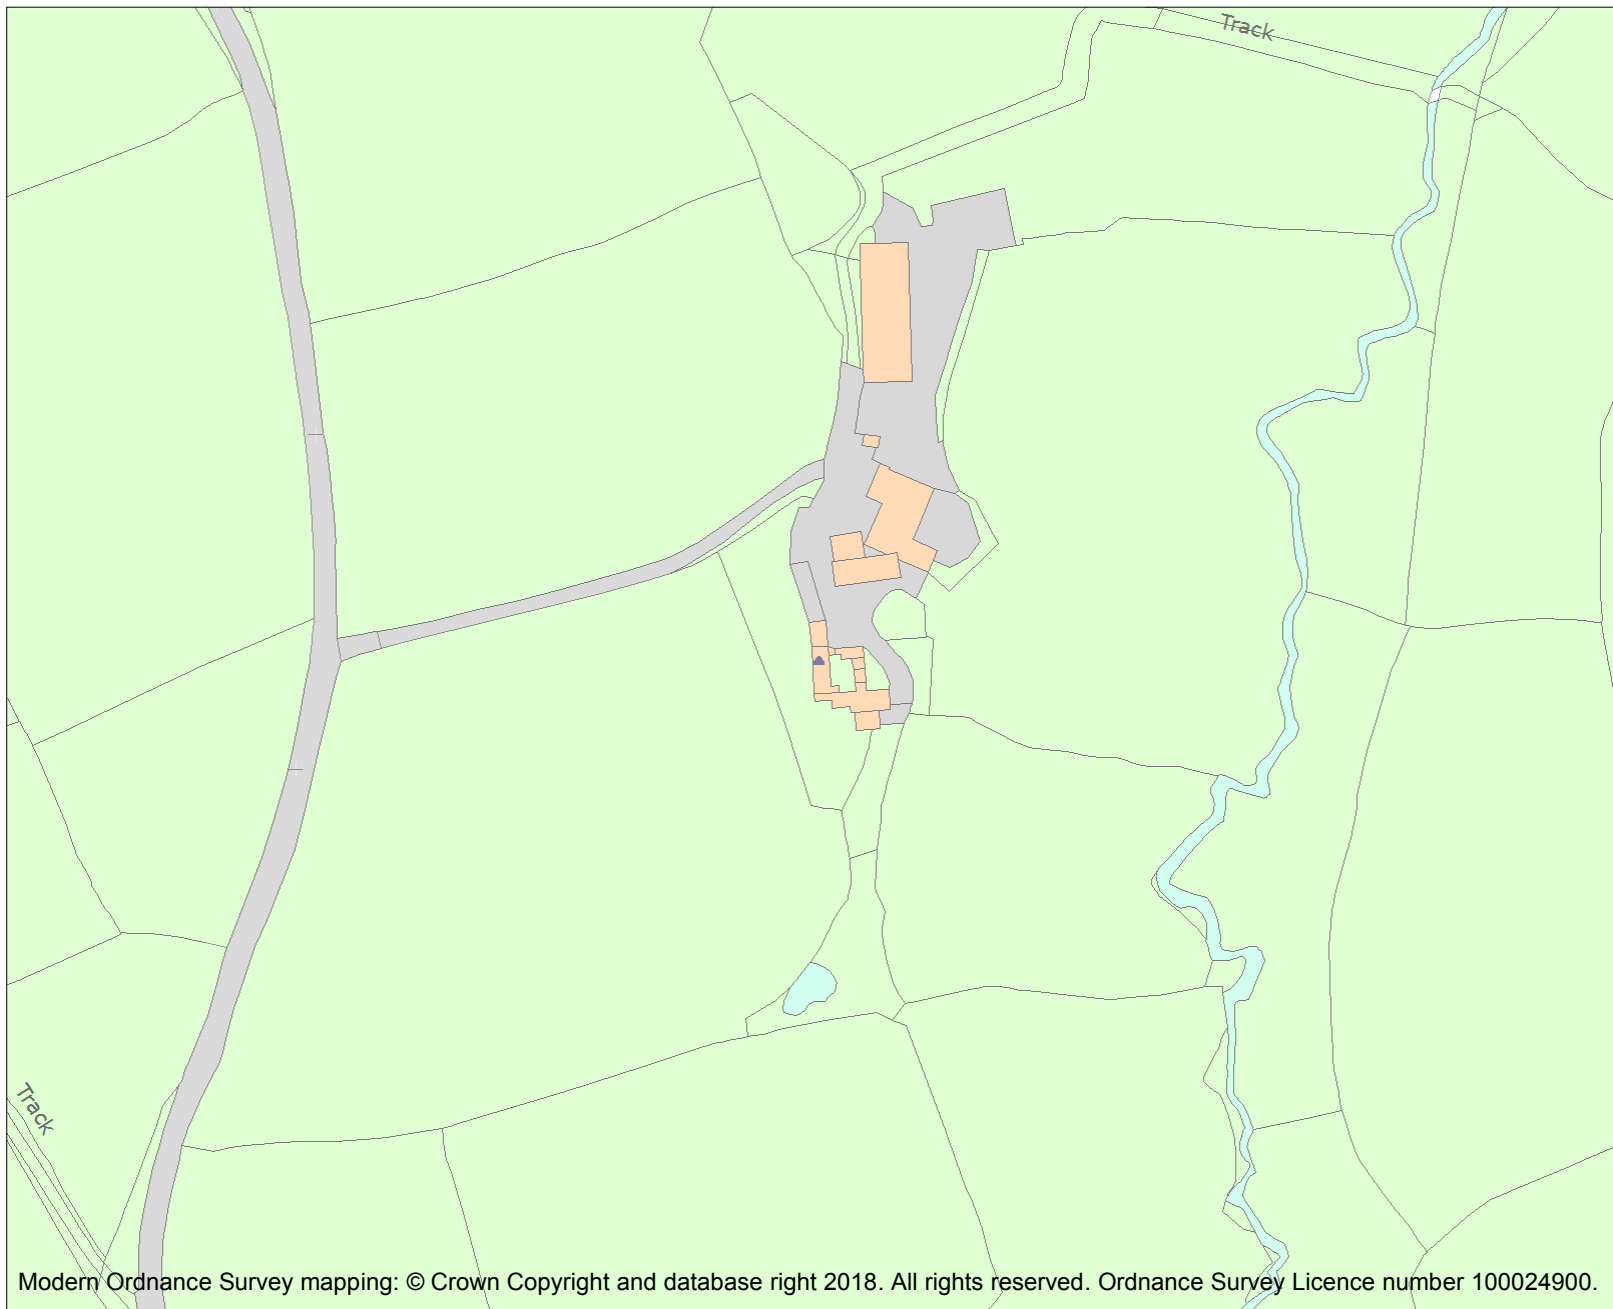 Track
Track
Modern Ordnance Survey mapping: © Crown Copyright and database right 2018. All rights reserved. Ordnance Survey Licence number 100024900.